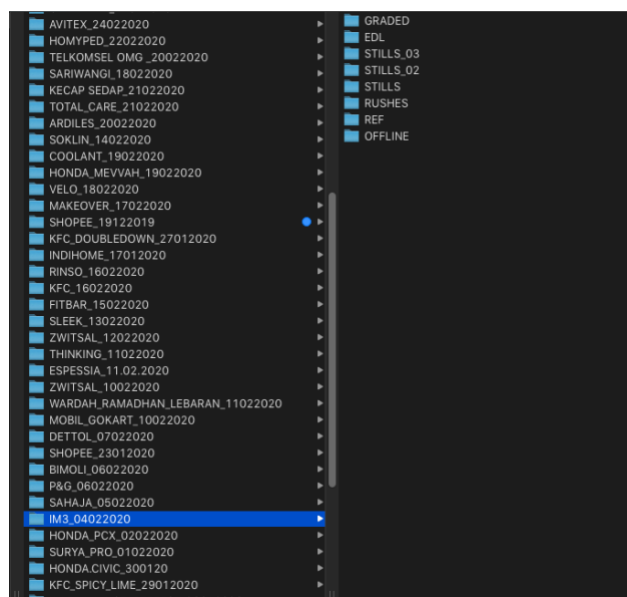 AVITEX_24022020
HOMYPED_22022020
TELKOMSEL OMG _20022020
SARIWANGI_18022020
KECAP SEDAP_21022020
TOTAL_CARE_21022020
ARDILES_20022020
SOKLIN_14022020
COOLANT_19022020
HONDA_MEVVAH_19022020
VELO_18022020
MAKEOVER_17022020
SHOPEE_19122019
KFC_DOUBLEDOWN_27012020
INDIHOME_17012020
RINSO_16022020
KFC_16022020
FITBAR_15022020
SLEEK_13022020
ZWITSAL_12022020
THINKING_11022020
ESPESSIA_11.02.2020
ZWITSAL_10022020
WARDAH_RAMADHAN_LEBARAN_11022020
MOBIL_GOKART_10022020
DETTOL_07022020
SHOPEE_23012020
BIMOLI_06022020
P&G_06022020
SAHAJA_05022020
IM3_04022020
HONDA_PCX_02022020
SURYA_PRO_01022020
HONDA.CIVIC_300120
KFC_SPICY_LIME_29012020
GRADED
EDL
STILLS_03
STILLS_02
STILLS
RUSHES
REF
OFFLINE